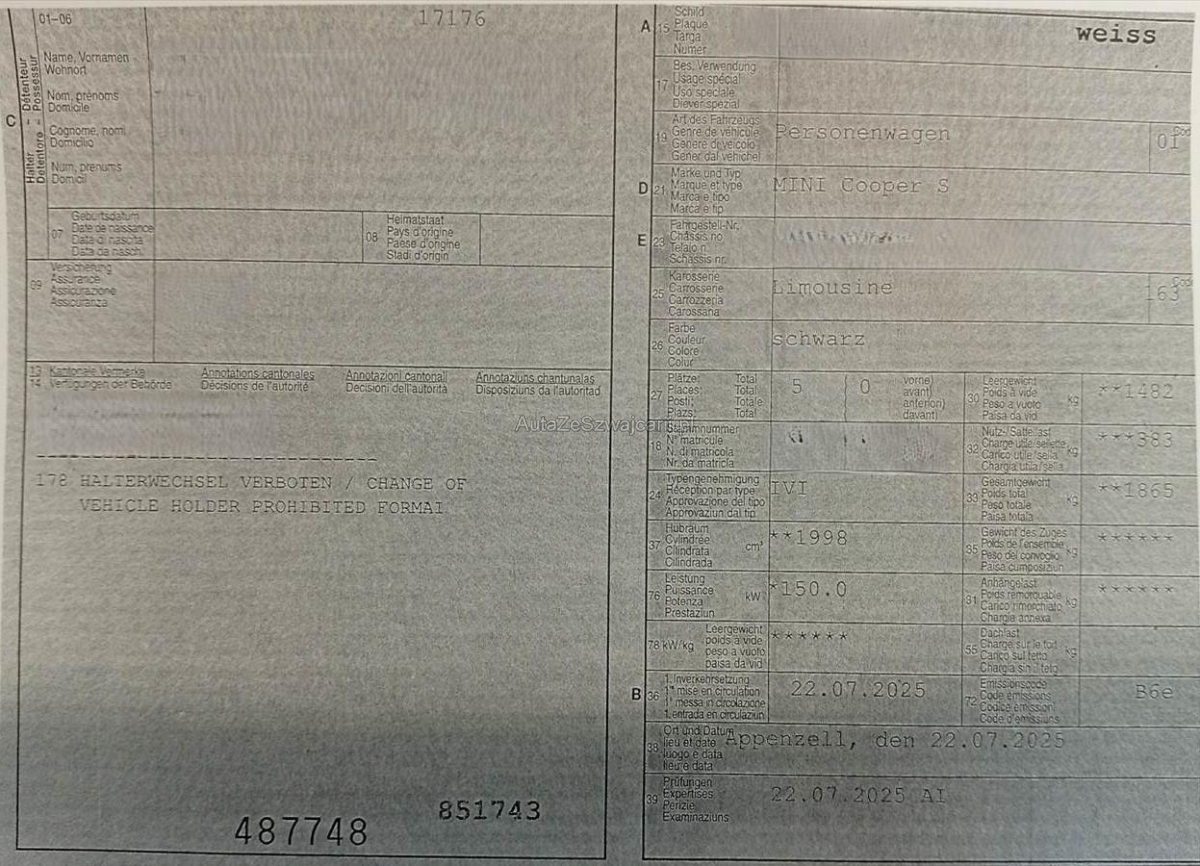 01-06
17176
C
Halter – Détenteur
Detentore – Possessur
Name, Vornamen
Wohnort
Nom, prénoms
Domicile
Cognome, nomi
Domicilio
Num, prenums
Domicil
07
Geburtsdatum
Date de naissance
Data di nascita
Data da nasch.
08
Heimatstaat
Pays d'origine
Paese d'origine
Stadi d'origin
09
Versicherung
Assurance
Assicurazione
Assicuranza
13 Kantonale Vermerke
14 Verfügungen der Behörde
Annotations cantonales
Décisions de l'autorité
Annotazioni cantonali
Decisioni dell'autorità
Annotaziuns chantunalas
Disposiziuns da l'autoritad
178 HALTERWECHSEL VERBOTEN / CHANGE OF
VEHICLE HOLDER PROHIBITED FORMAL
487748
851743
A
15
Schild
Plaque
Targa
Numer
weiss
17
Bes. Verwendung
Usage spécial
Uso speciale
Diever spezial
19
Art des Fahrzeugs
Genre de véhicule
Genere di veicolo
Gener dal vehichel
Personenwagen
Cod
01
D
21
Marke und Typ
Marque et type
Marca e tipo
Marca e tip
MINI Cooper S
E
23
Fahrgestell-Nr.
Châssis no
Telaio n.
Schassis nr.
25
Karosserie
Carrosserie
Carrozzeria
Carossaria
Limousine
Cod
163
26
Farbe
Couleur
Colore
Colur
schwarz
27
Plätze: Total
Places: Total
Posti: Totale
Plazs: Total
5 ( 0
vorne)
avant)
anteriori)
davant)
30
Leergewicht
Poids à vide
Peso a vuoto
Paisa da vid
kg
**1482
AutaZeSzwajcarii.pl
18
Stammnummer
N° matricule
N. di matricola
Nr. da matricla
32
Nutz-/Sattellast
Charge utile/sellette
Carico utile/sella
Chargia utila/sella
kg
***383
24
Typengenehmigung
Réception par type
Approvazione del tipo
Approvaziun dal tip
IVI
33
Gesamtgewicht
Poids total
Peso totale
Paisa totala
kg
**1865
37
Hubraum
Cylindrée
Cilindrata
Cilindrada
cm³
**1998
35
Gewicht des Zuges
Poids de l'ensemble
Peso del convoglio
Paisa cumposiziun
kg
******
76
Leistung
Puissance
Potenza
Prestaziun
kW
*150.0
31
Anhängelast
Poids remorquable
Carico rimorchiato
Chargia annexa
kg
******
78 kW/kg
Leergewicht
poids à vide
peso a vuoto
paisa da vid
******
55
Dachlast
Charge sur le toit
Carico sul tetto
Chargia sin il tetg
kg
B
36
1. Inverkehrsetzung
1re mise en circulation
1a messa in circolazione
1. entrada en circulaziun
22.07.2025
72
Emissionscode
Code émissions
Codice emissioni
Code d'emissiuns
B6e
38
Ort und Datum
lieu et date
luogo e data
lieu e data
Appenzell, den 22.07.2025
39
Prüfungen
Expertises
Perizie
Examinaziuns
22.07.2025 AI